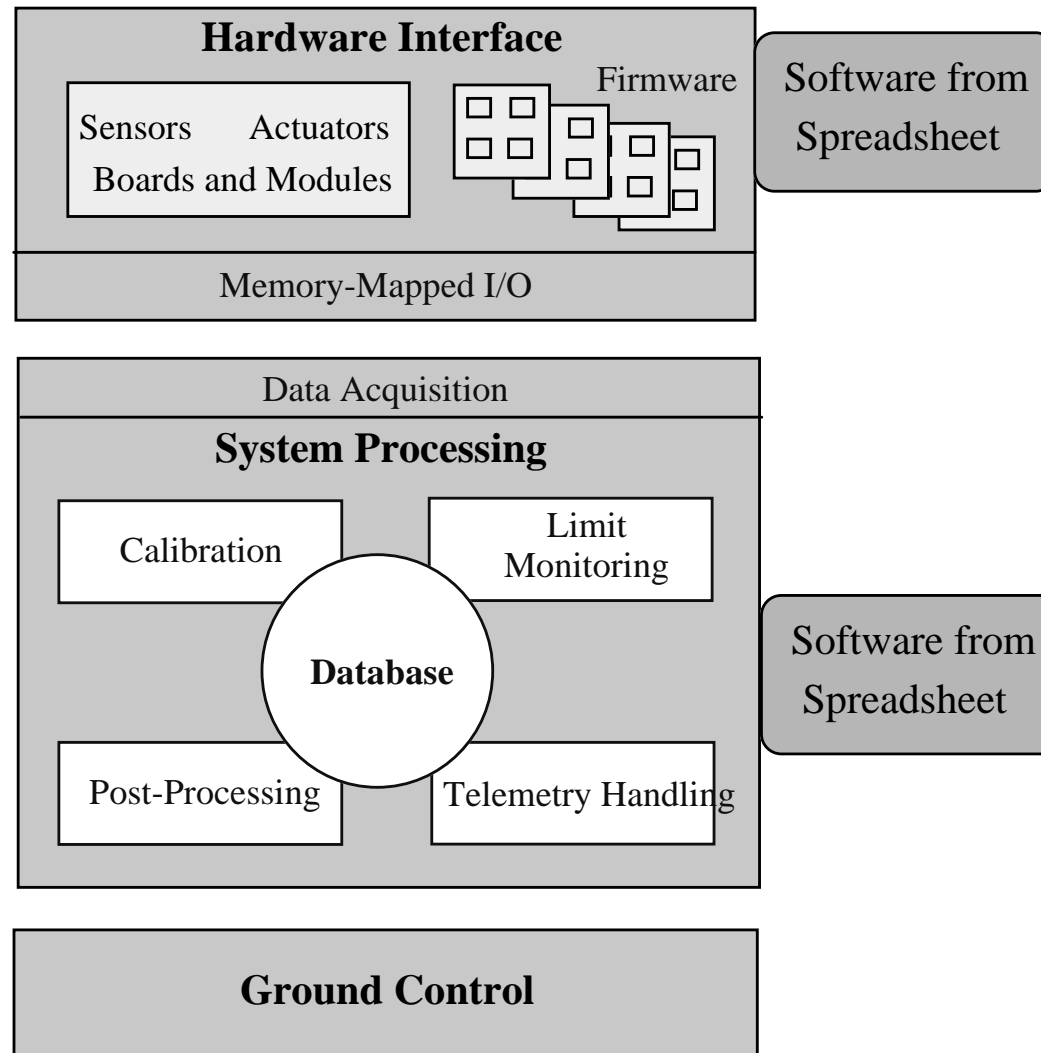 Hardware Interface
Firmware
Sensors Actuators
Boards and Modules
Software from
Spreadsheet
Memory-Mapped I/O
Data Acquisition
System Processing
Calibration
Limit
Monitoring
Database
Post-Processing
Telemetry Handling
Software from
Spreadsheet
Ground Control